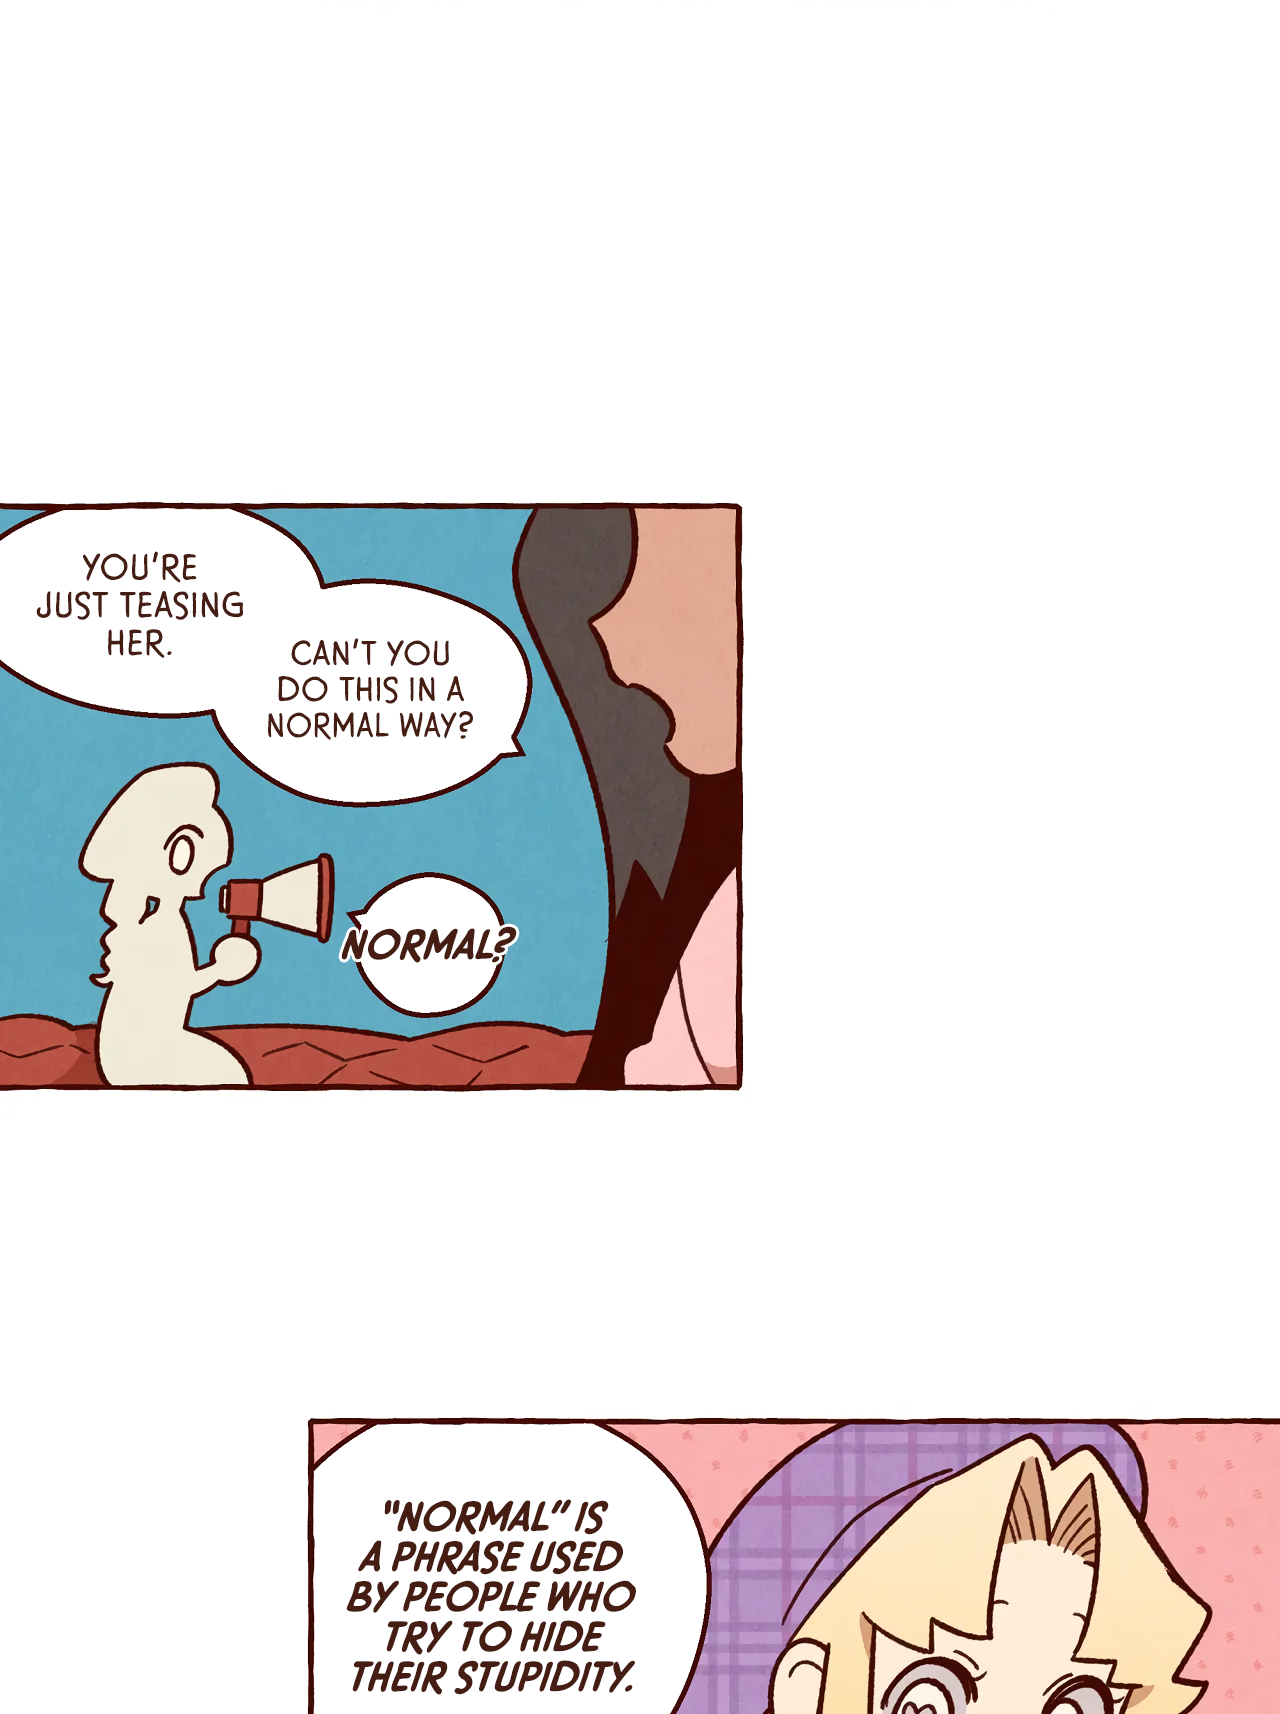 YOU'RE
JUST TEASING
HER.
CAN'T YOU
DO THIS IN A
NORMAL WAY?
NORMAL?
"NORMAL" IS
A PHRASE USED
BY PEOPLE WHO
TRY TO HIDE
THEIR STUPIDITY.